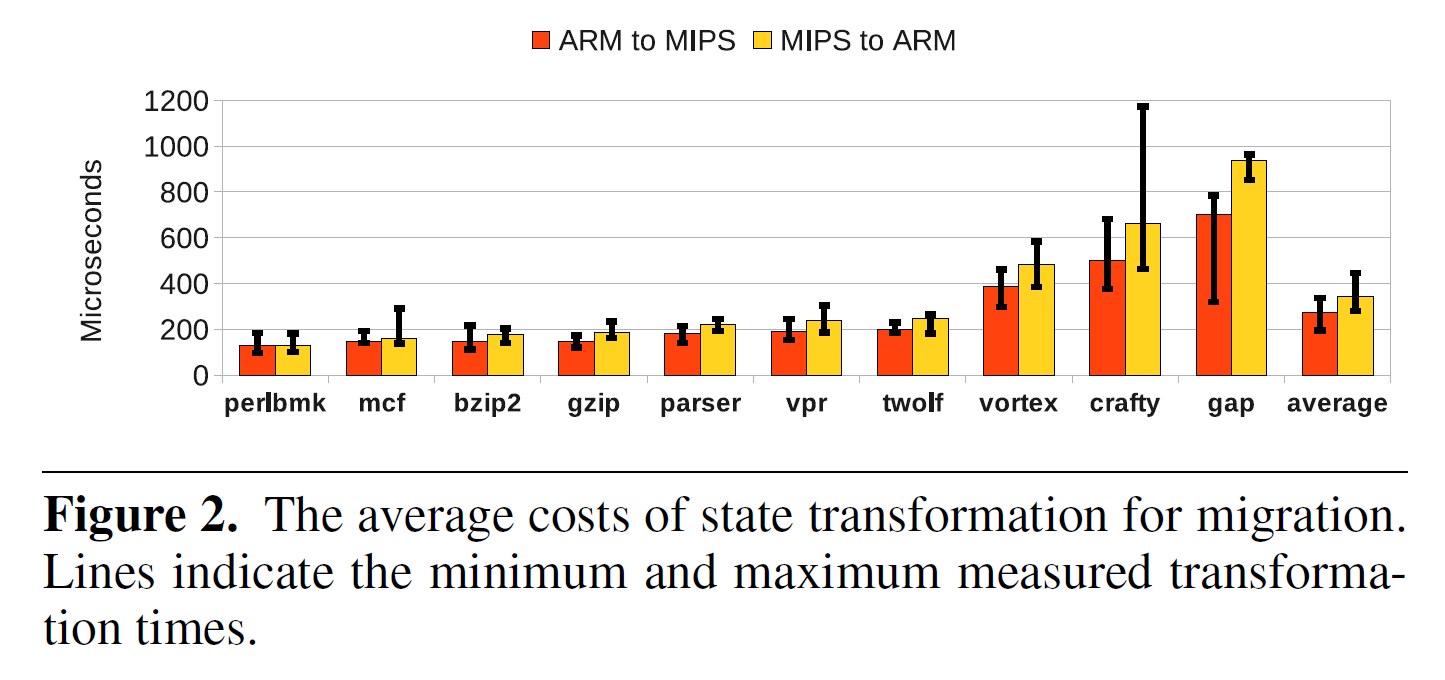 ARM to MIPS MIPS to ARM
1200
1000
800
600
400
200
0
Microseconds
perlbmk mcf bzip2 gzip parser vpr twolf vortex crafty gap average
Figure 2. The average costs of state transformation for migration.
Lines indicate the minimum and maximum measured transforma-
tion times.